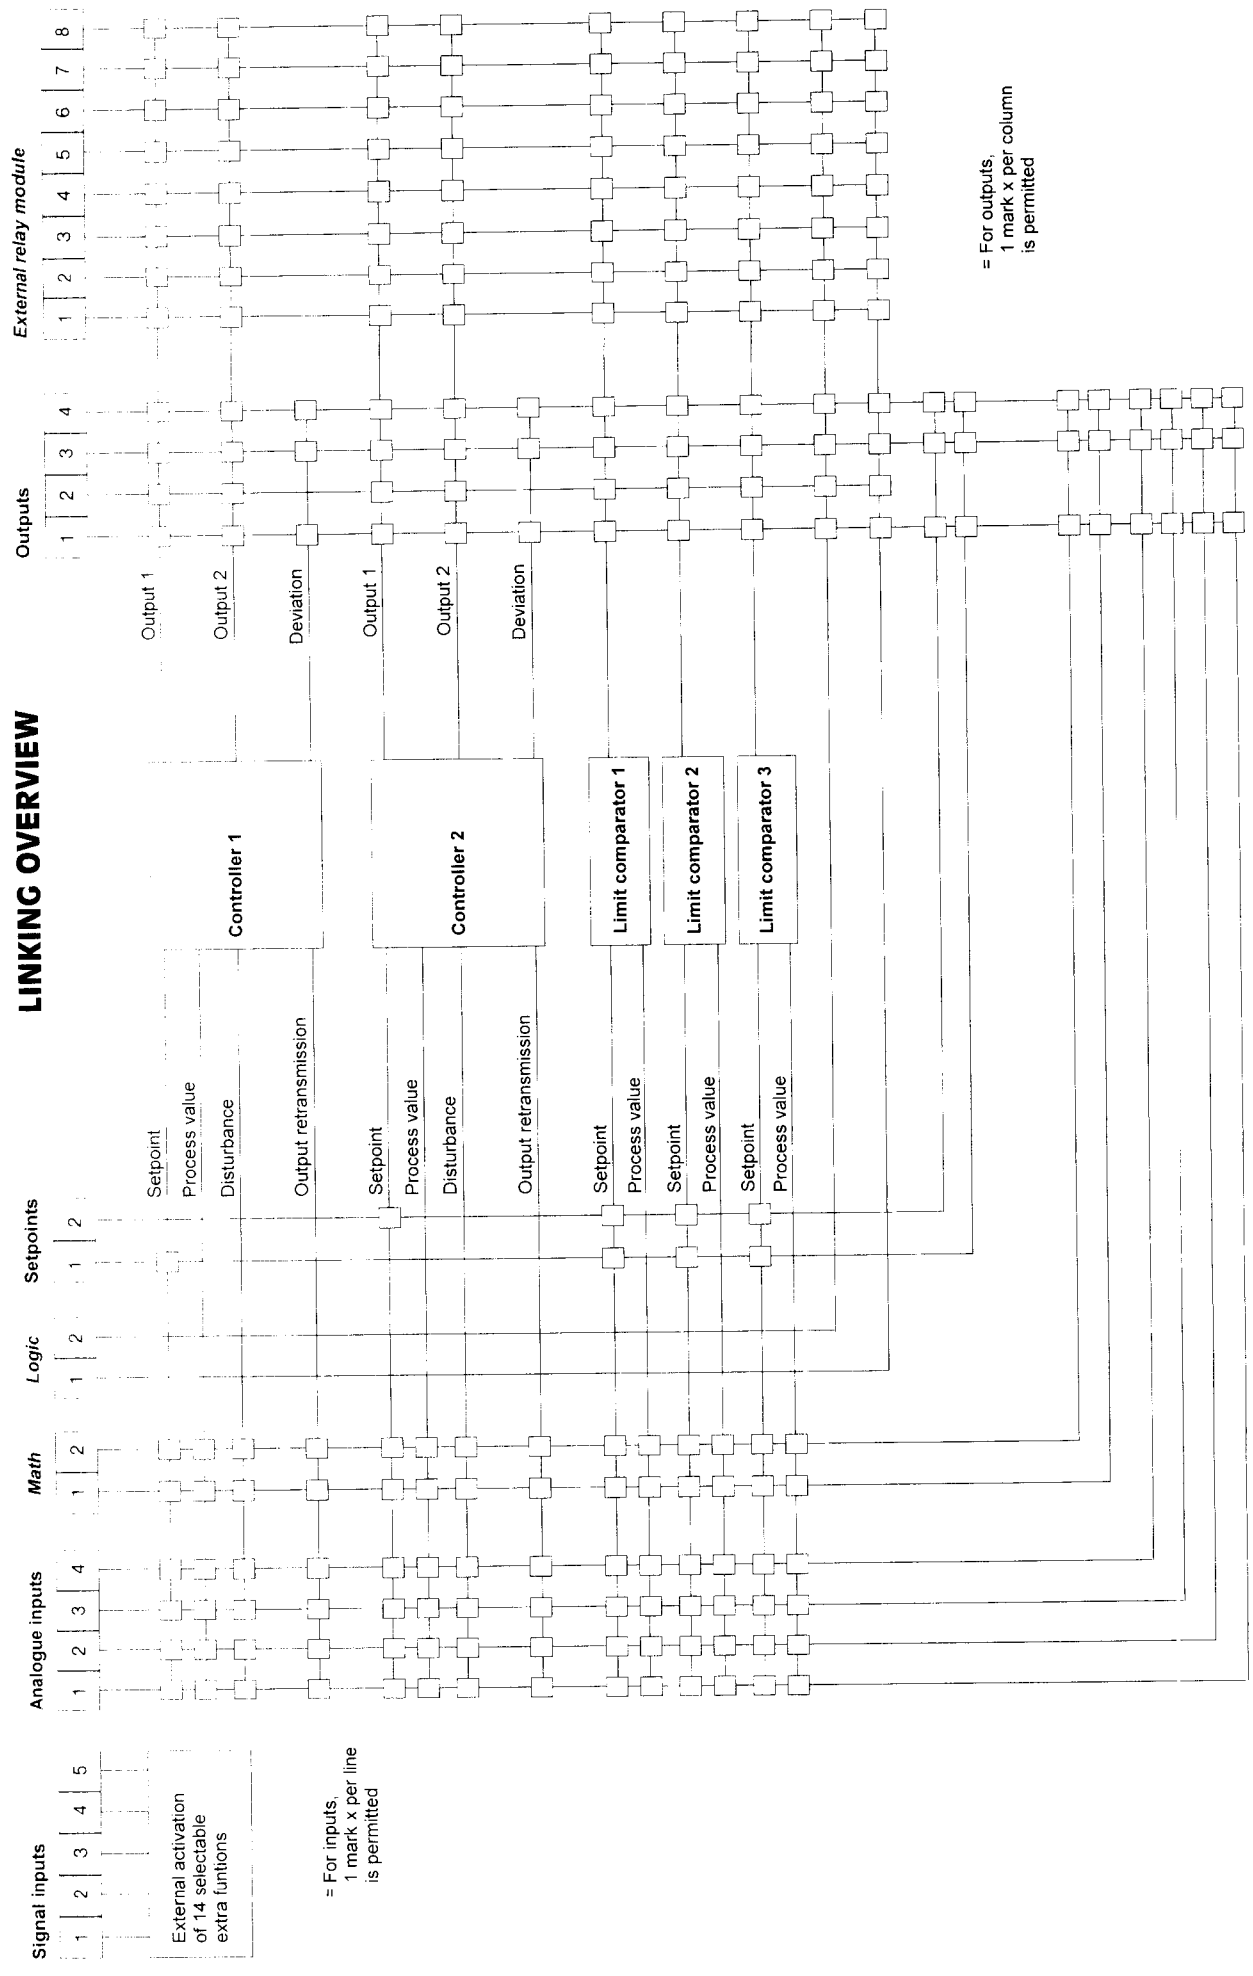 LINKING OVERVIEW
Signal inputs
1 2 3 4 5
Analogue inputs
1 2 3 4
Math
1 2
Logic
1 2
Setpoints
1 2
Outputs
1 2 3 4
External relay module
1 2 3 4 5 6 7 8
External activation
of 14 selectable
extra funtions
= For inputs,
1 mark x per line
is permitted
Setpoint
Process value
Disturbance
Output retransmission
Controller 1
Output 1
Output 2
Deviation
Setpoint
Process value
Disturbance
Output retransmission
Controller 2
Output 1
Output 2
Deviation
Setpoint
Process value
Limit comparator 1
Setpoint
Process value
Limit comparator 2
Setpoint
Process value
Limit comparator 3
= For outputs,
1 mark x per column
is permitted